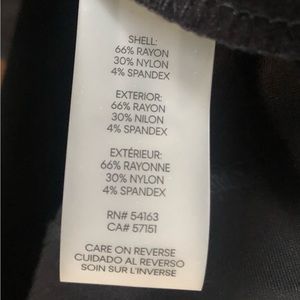 SHELL:
66% RAYON
30% NYLON
4% SPANDEX
EXTERIOR:
66% RAYON
30% NILON
4% SPANDEX
EXTÉRIEUR:
66% RAYONNE
30% NYLON
4% SPANDEX
RN# 54163
CA# 57151
CARE ON REVERSE
CUIDADO AL REVERSO
SOIN SUR L'INVERSE